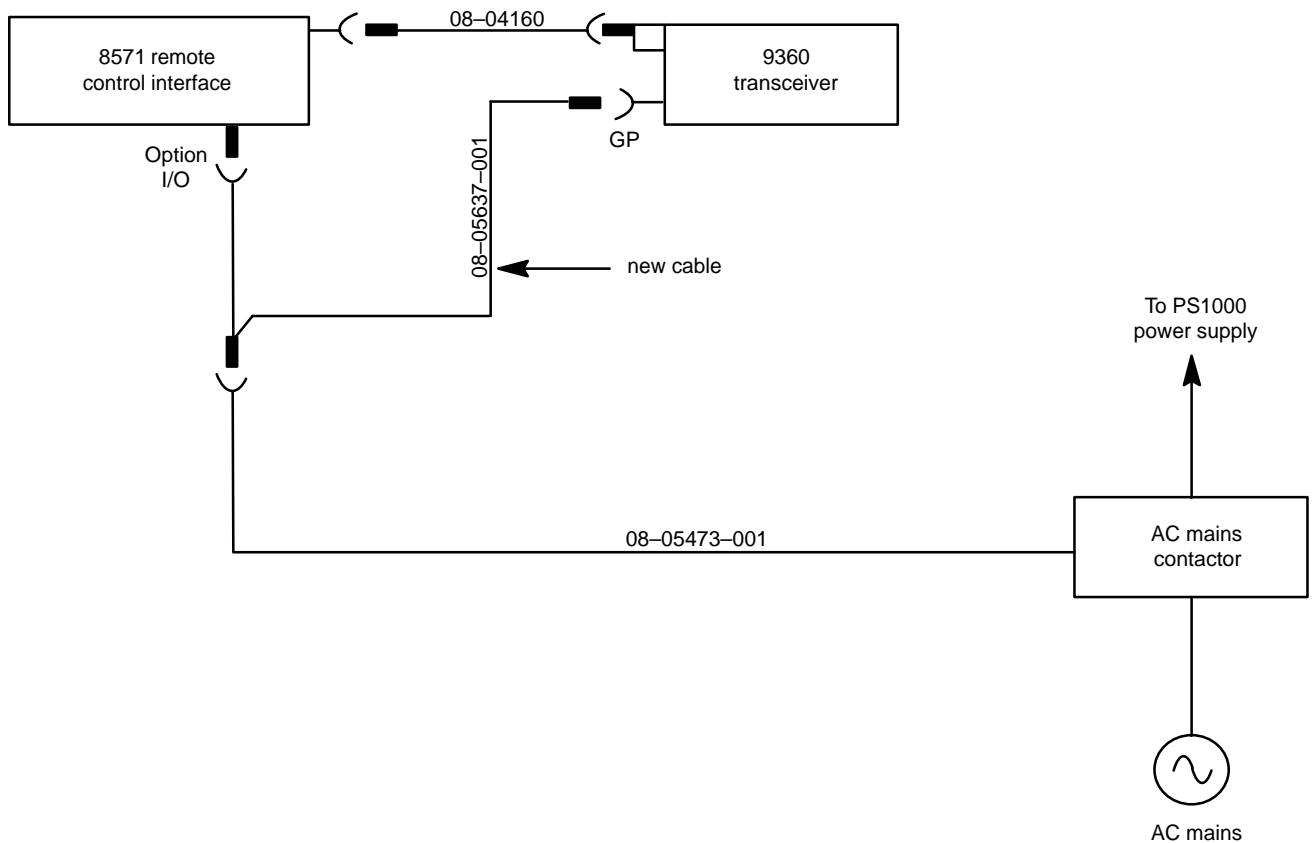 08–04160
8571 remote
control interface
9360
transceiver
GP
Option
I/O
08–05637–001
new cable
To PS1000
power supply
08–05473–001
AC mains
contactor
AC mains